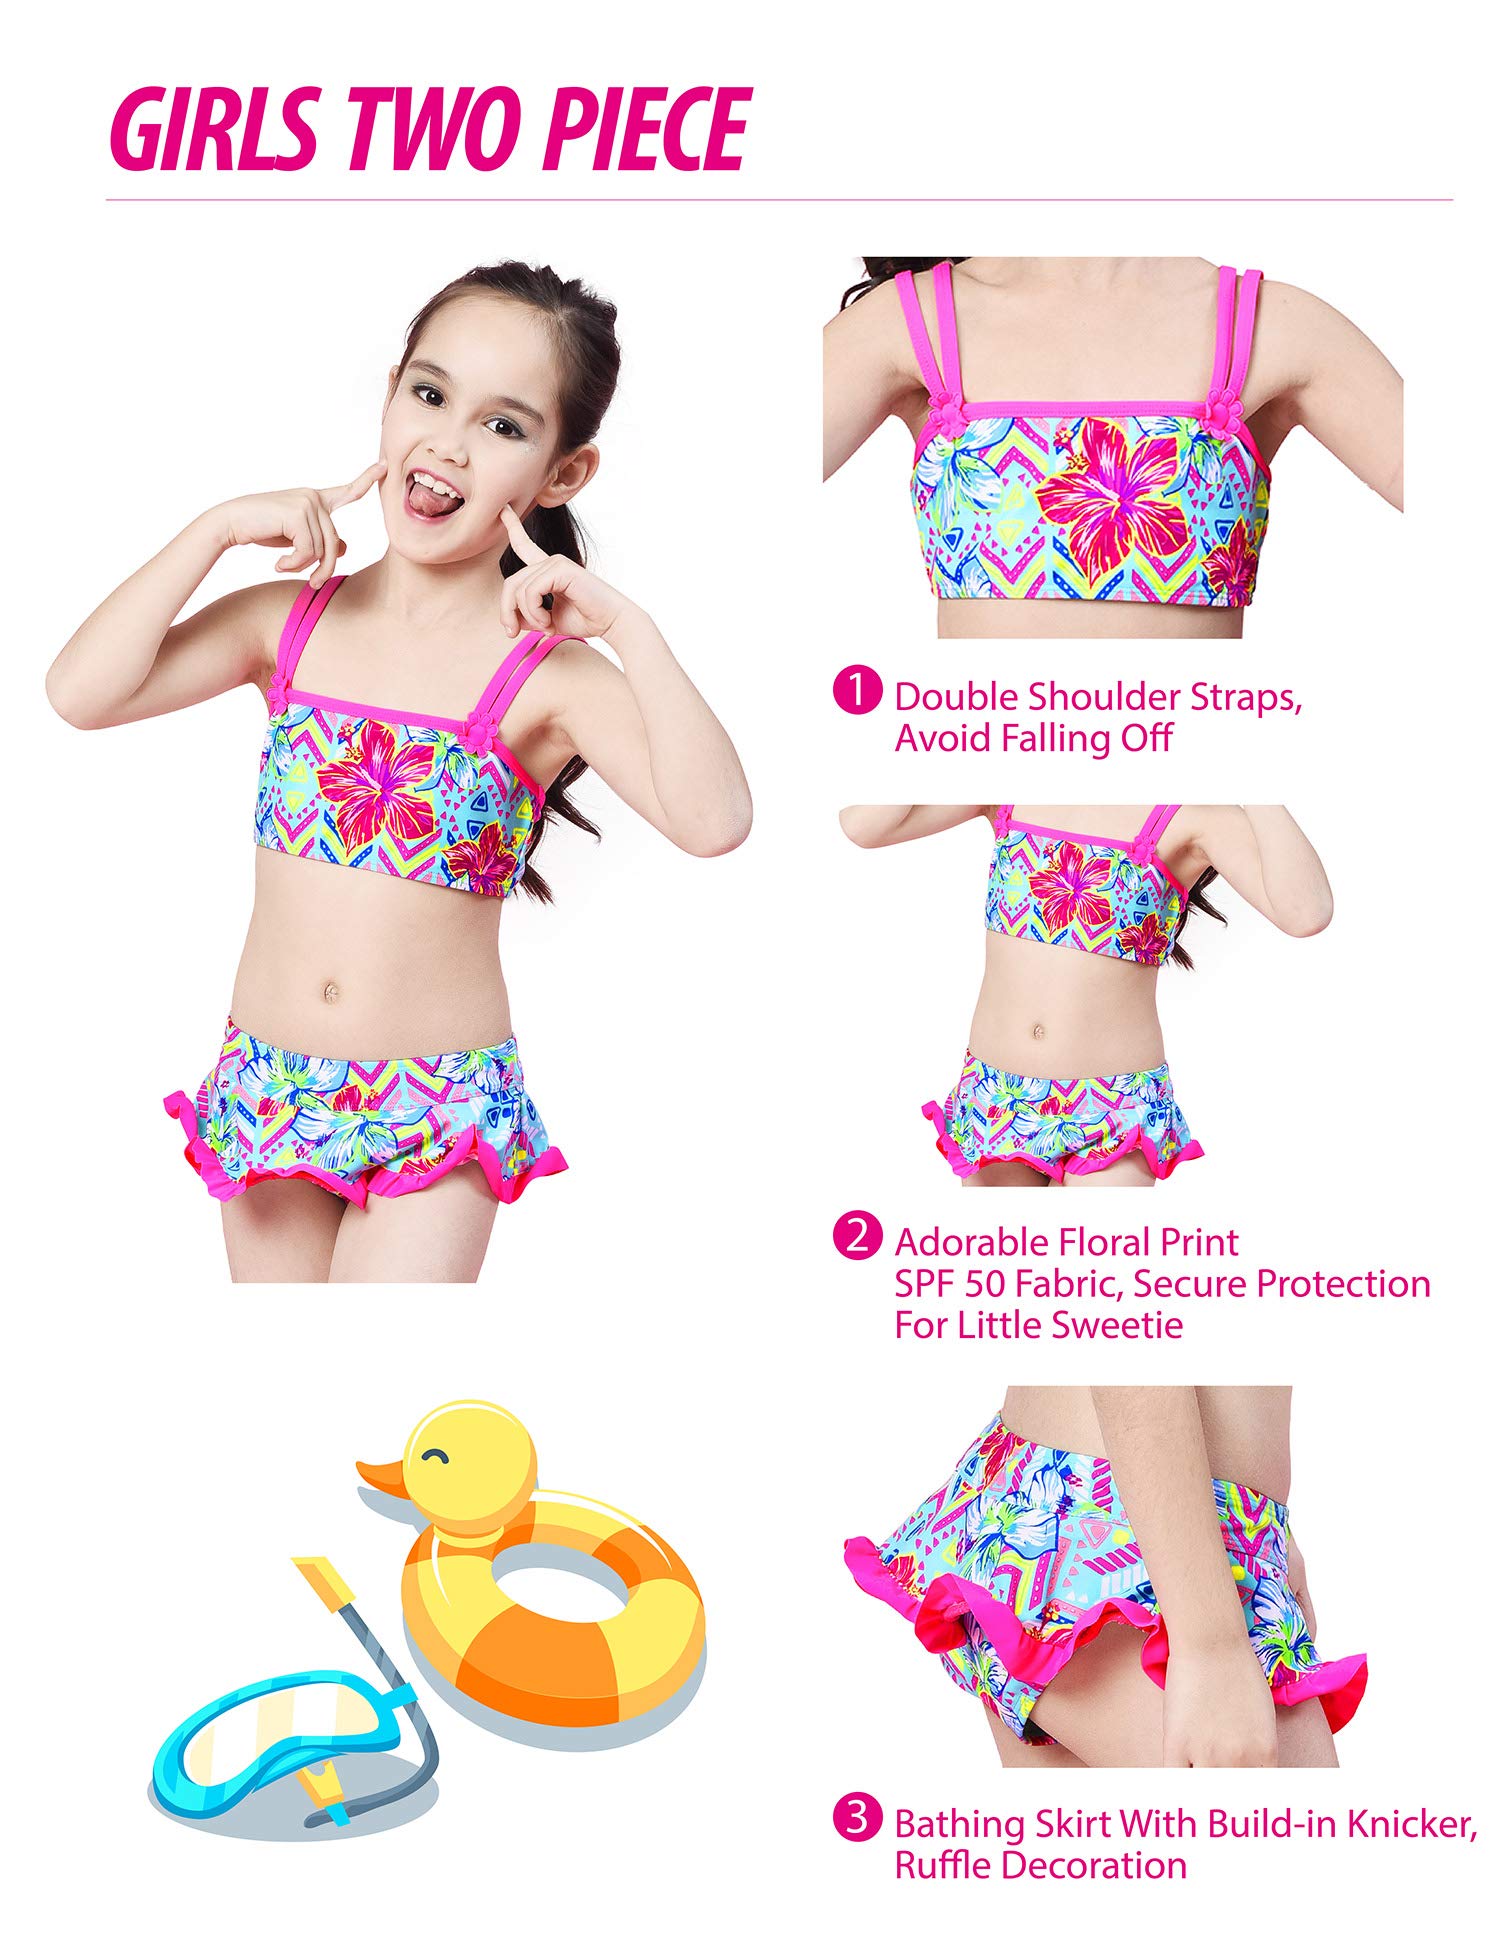 GIRLS TWO PIECE
1 Double Shoulder Straps,
Avoid Falling Off
2 Adorable Floral Print
SPF 50 Fabric, Secure Protection
For Little Sweetie
3 Bathing Skirt With Build-in Knicker,
Ruffle Decoration